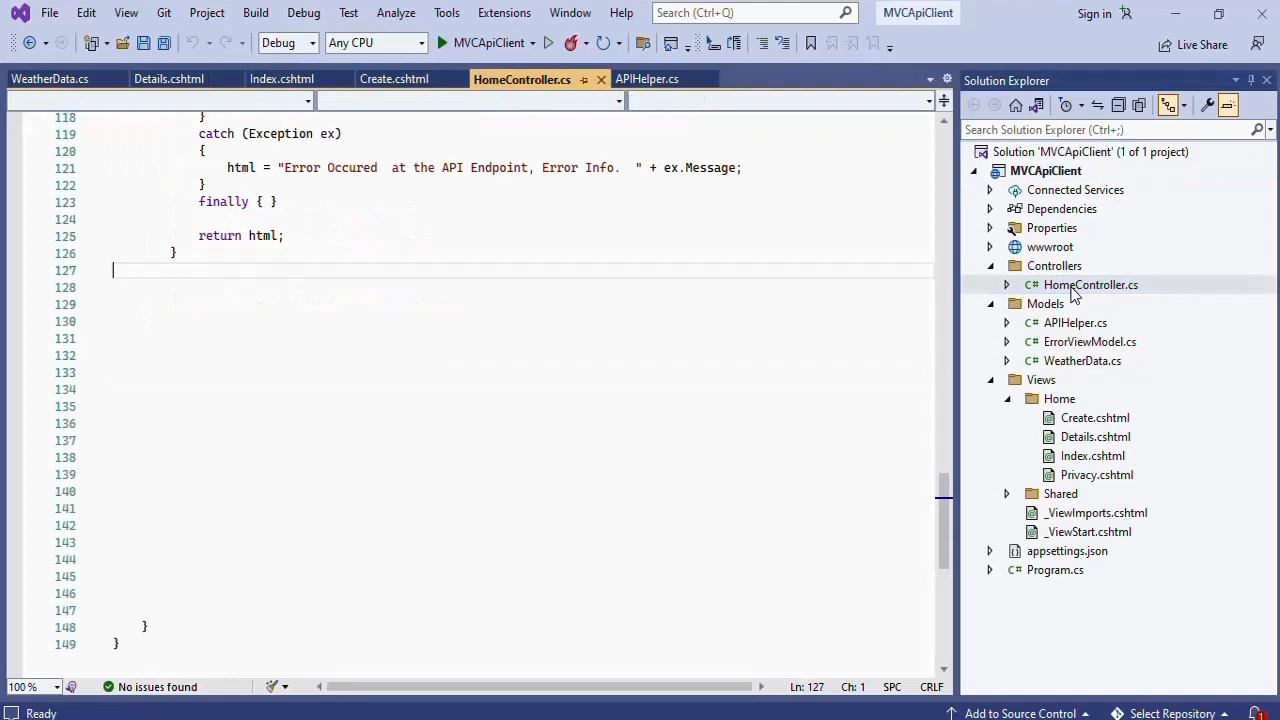 File Edit View Git Project Build Debug Test Analyze Tools Extensions Window Help Search (Ctrl+Q) MVCApiClient Sign in
Debug Any CPU MVCApiClient Live Share
WeatherData.cs Details.cshtml Index.cshtml Create.cshtml HomeController.cs APIHelper.cs
118 }
119 catch (Exception ex)
120 {
121 html = "Error Occured  at the API Endpoint, Error Info.  " + ex.Message;
122 }
123 finally { }
124
125 return html;
126 }
127
128
129
130
131
132
133
134
135
136
137
138
139
140
141
142
143
144
145
146
147
148 }
149 }
100 % No issues found Ln: 127 Ch: 1 SPC CRLF
Solution Explorer
Search Solution Explorer (Ctrl+;)
Solution 'MVCApiClient' (1 of 1 project)
MVCApiClient
Connected Services
Dependencies
Properties
wwwroot
Controllers
C# HomeController.cs
Models
C# APIHelper.cs
C# ErrorViewModel.cs
C# WeatherData.cs
Views
Home
Create.cshtml
Details.cshtml
Index.cshtml
Privacy.cshtml
Shared
_ViewImports.cshtml
_ViewStart.cshtml
appsettings.json
C# Program.cs
Ready Add to Source Control Select Repository 1